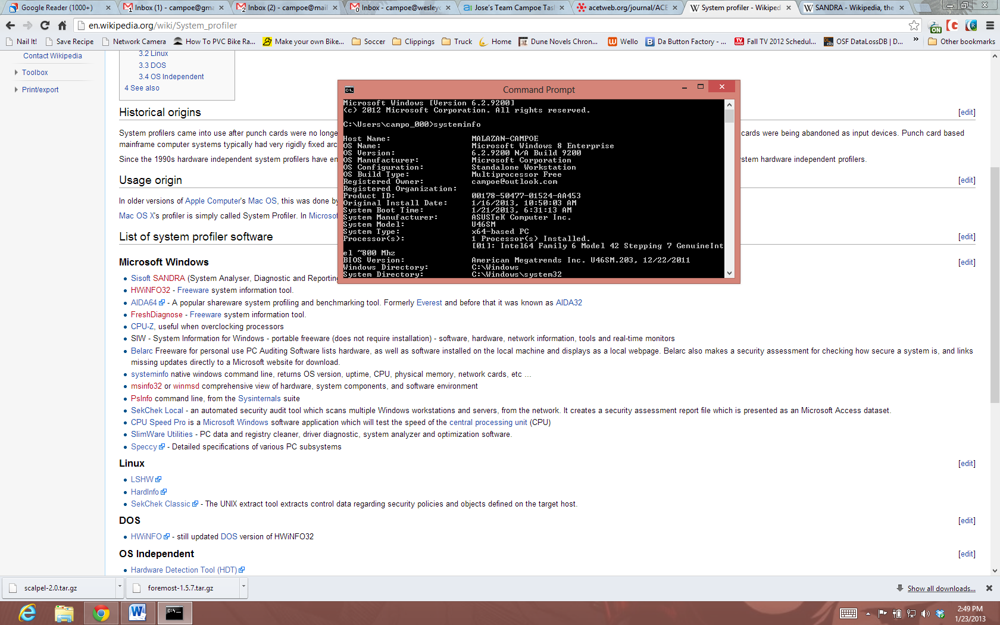 Google Reader (1000+)
Inbox (1) - campoe@gma
Inbox (2) - campoe@mail
Inbox - campoe@wesleyc
Jose's Team Campoe Tas
acetweb.org/journal/ACE
System profiler - Wikiped
SANDRA - Wikipedia, the
en.wikipedia.org/wiki/System_profiler
ON
Nail It!
Save Recipe
Network Camera
How To PVC Bike Ra...
Make your own Bike...
Soccer
Clippings
Truck
Home
Dune Novels Chron...
Wello
Da Button Factory - ...
Fall TV 2012 Schedul...
OSF DataLossDB | D...
Other bookmarks
Contact Wikipedia
Toolbox
Print/export
3.2 Linux
3.3 DOS
3.4 OS Independent
4 See also
Historical origins
[edit]
System profilers came into use after punch cards were no longe
cards were being abandoned as input devices. Punch card based
mainframe computer systems typically had very rigidly fixed arc
Since the 1990s hardware independent system profilers have en
stem hardware independent profilers.
Usage origin
[edit]
In older versions of Apple Computer's Mac OS, this was done by
Mac OS X's profiler is simply called System Profiler. In Microsof
List of system profiler software
[edit]
Microsoft Windows
[edit]
Sisoft SANDRA (System Analyser, Diagnostic and Reporting
HWiNFO32 - Freeware system information tool.
AIDA64 - A popular shareware system profiling and benchmarking tool. Formerly Everest and before that it was known as AIDA32
FreshDiagnose - Freeware system information tool.
CPU-Z, useful when overclocking processors
SIW - System Information for Windows - portable freeware (does not require installation) - software, hardware, network information, tools and real-time monitors
Belarc Freeware for personal use PC Auditing Software lists hardware, as well as software installed on the local machine and displays as a local webpage. Belarc also makes a security assessment for checking how secure a system is, and links
missing updates directly to a Microsoft website for download.
systeminfo native windows command line, returns OS version, uptime, CPU, physical memory, network cards, etc ...
msinfo32 or winmsd comprehensive view of hardware, system components, and software environment
PsInfo command line, from the Sysinternals suite
SekChek Local - an automated security audit tool which scans multiple Windows workstations and servers, from the network. It creates a security assessment report file which is presented as an Microsoft Access dataset.
CPU Speed Pro is a Microsoft Windows software application which will test the speed of the central processing unit (CPU)
SlimWare Utilities - PC data and registry cleaner, driver diagnostic, system analyzer and optimization software.
Speccy - Detailed specifications of various PC subsystems
Linux
[edit]
LSHW
HardInfo
SekChek Classic - The UNIX extract tool extracts control data regarding security policies and objects defined on the target host.
DOS
[edit]
HWiNFO - still updated DOS version of HWiNFO32
OS Independent
[edit]
Hardware Detection Tool (HDT)
Command Prompt
Microsoft Windows [Version 6.2.9200]
(c) 2012 Microsoft Corporation. All rights reserved.
C:\Users\campo_000>systeminfo
Host Name: MALAZAN-CAMPOE
OS Name: Microsoft Windows 8 Enterprise
OS Version: 6.2.9200 N/A Build 9200
OS Manufacturer: Microsoft Corporation
OS Configuration: Standalone Workstation
OS Build Type: Multiprocessor Free
Registered Owner: campoe@outlook.com
Registered Organization:
Product ID: 00178-50477-01524-AA453
Original Install Date: 1/16/2013, 10:50:03 AM
System Boot Time: 1/21/2013, 6:31:13 AM
System Manufacturer: ASUSTeK Computer Inc.
System Model: U46SM
System Type: x64-based PC
Processor(s): 1 Processor(s) Installed.
[01]: Intel64 Family 6 Model 42 Stepping 7 GenuineInt
el ~800 Mhz
BIOS Version: American Megatrends Inc. U46SM.203, 12/22/2011
Windows Directory: C:\Windows
System Directory: C:\Windows\system32
scalpel-2.0.tar.gz
foremost-1.5.7.tar.gz
Show all downloads...
2:49 PM
1/23/2013